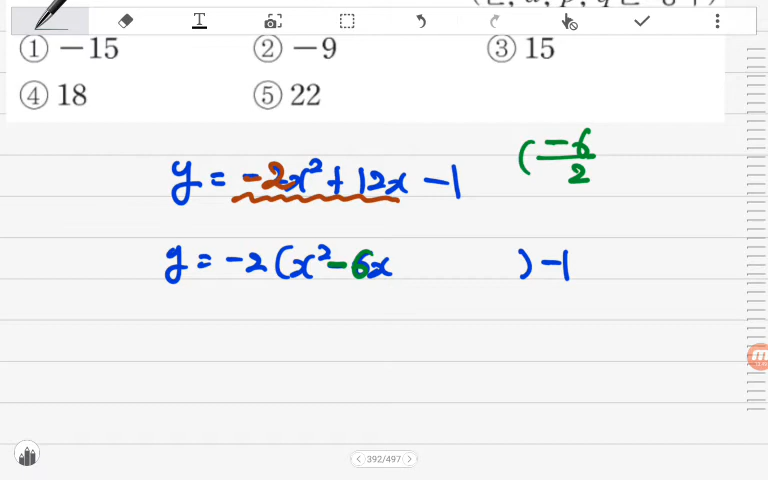 ① −15 ② −9 ③ 15
④ 18 ⑤ 22
(−6/2
y = −2x² + 12x − 1
y = −2(x² − 6x ) − 1
392/497